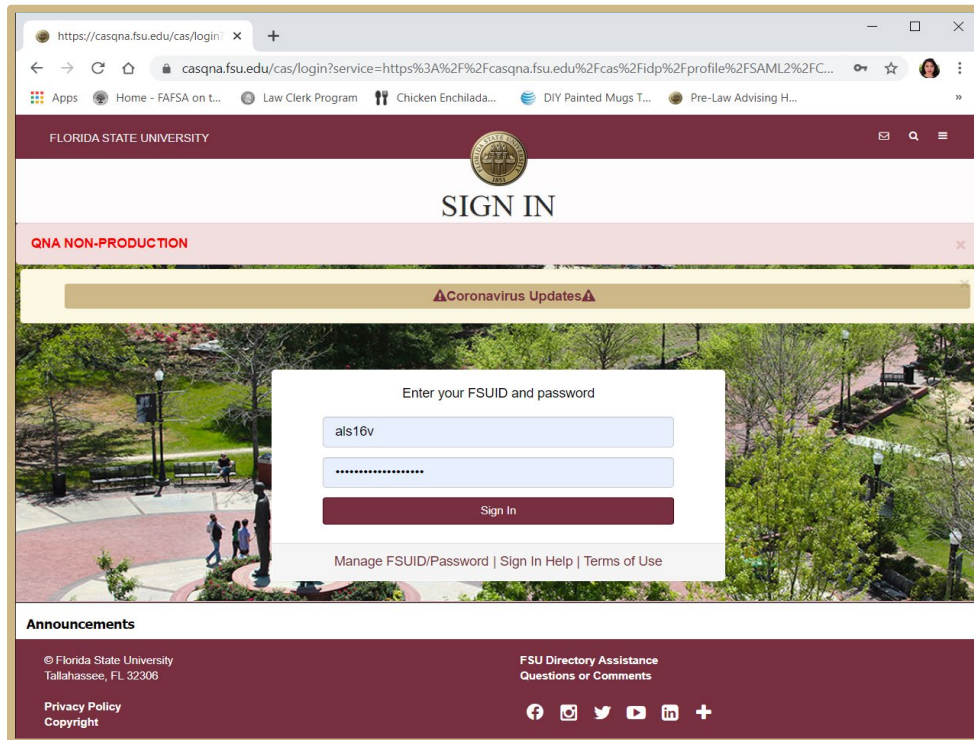 https://casqna.fsu.edu/cas/login
casqna.fsu.edu/cas/login?service=https%3A%2F%2Fcasqna.fsu.edu%2Fcas%2Fidp%2Fprofile%2FSAML2%2FC...
Apps Home - FAFSA on t... Law Clerk Program Chicken Enchilada... DIY Painted Mugs T... Pre-Law Advising H... »
FLORIDA STATE UNIVERSITY
1851
SIGN IN
QNA NON-PRODUCTION
Coronavirus Updates
Enter your FSUID and password
als16v
•••••••••••••••••••
Sign In
Manage FSUID/Password | Sign In Help | Terms of Use
Announcements
© Florida State University
Tallahassee, FL 32306
Privacy Policy
Copyright
FSU Directory Assistance
Questions or Comments